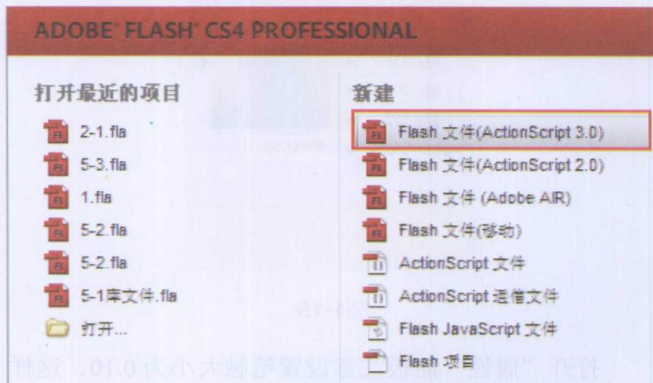 ADOBE® FLASH® CS4 PROFESSIONAL
打开最近的项目
2-1.fla
5-3.fla
1.fla
5-2.fla
5-2.fla
5-1库文件.fla
打开...
新建
Flash 文件(ActionScript 3.0)
Flash 文件(ActionScript 2.0)
Flash 文件 (Adobe AIR)
Flash 文件(移动)
ActionScript 文件
ActionScript 通信文件
Flash JavaScript 文件
Flash 项目